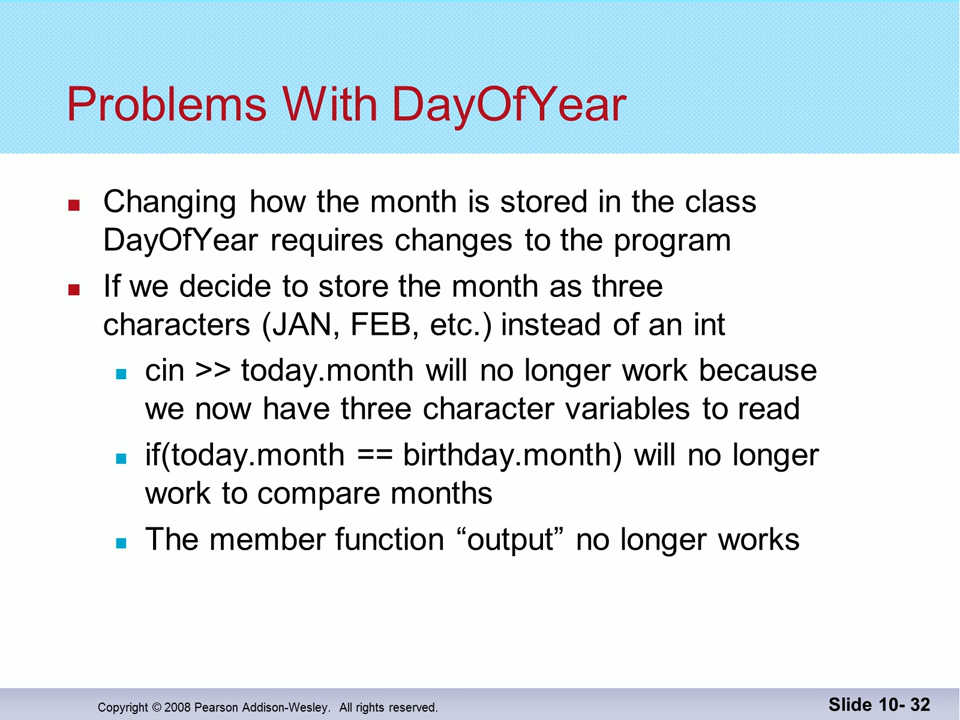 Problems With DayOfYear
Changing how the month is stored in the class
DayOfYear requires changes to the program
If we decide to store the month as three
characters (JAN, FEB, etc.) instead of an int
cin >> today.month will no longer work because
we now have three character variables to read
if(today.month == birthday.month) will no longer
work to compare months
The member function “output” no longer works
Copyright © 2008 Pearson Addison-Wesley. All rights reserved.
Slide 10- 32